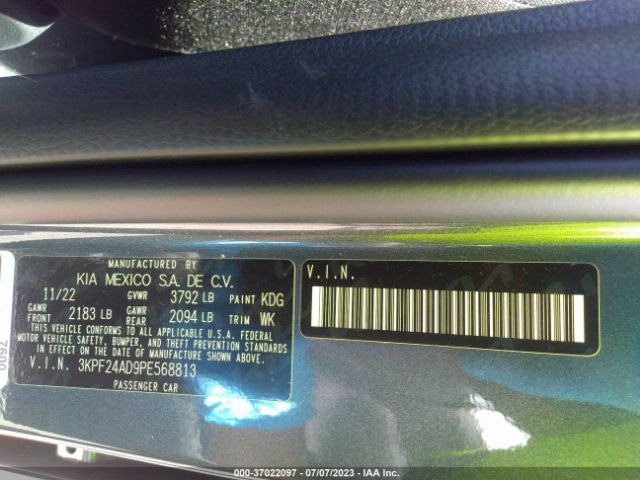 MANUFACTURED BY
KIA MEXICO S.A. DE C.V.
11/22 GVWR 3792 LB PAINT KDG
GAWR FRONT 2183 LB GAWR REAR 2094 LB TRIM WK
THIS VEHICLE CONFORMS TO ALL APPLICABLE U.S.A. FEDERAL
MOTOR VEHICLE SAFETY, BUMPER, AND THEFT PREVENTION
STANDARDS IN EFFECT ON THE DATE OF MANUFACTURE SHOWN ABOVE.
V.I.N. 3KPF24AD9PE568813
PASSENGER CAR
V.I.N.
000-37022097 - 07/07/2023 - IAA Inc.